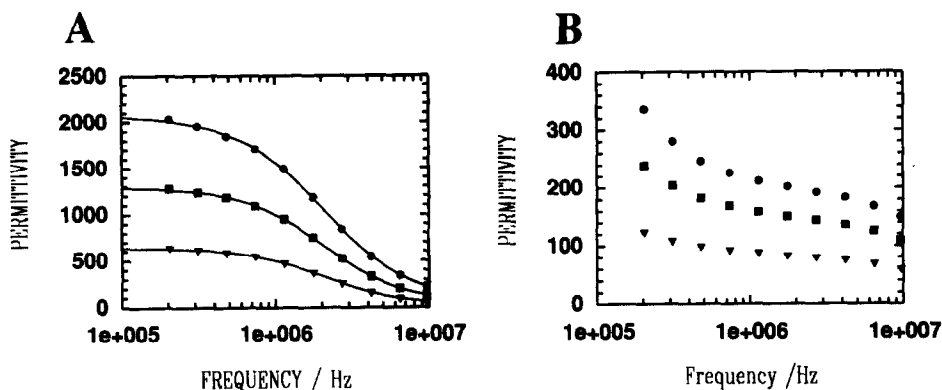 A
PERMITTIVITY
2500
2000
1500
1000
500
0
1e+005
1e+006
1e+007
FREQUENCY / Hz
B
PERMITTIVITY
400
300
200
100
0
1e+005
1e+006
1e+007
Frequency /Hz